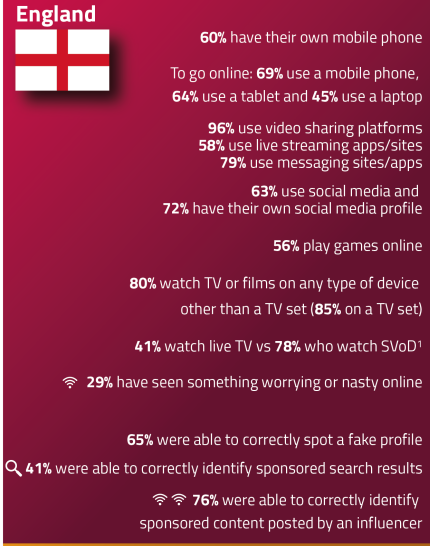 England
60% have their own mobile phone
To go online: 69% use a mobile phone,
64% use a tablet and 45% use a laptop
96% use video sharing platforms
58% use live streaming apps/sites
79% use messaging sites/apps
63% use social media and
72% have their own social media profile
56% play games online
80% watch TV or films on any type of device
other than a TV set (85% on a TV set)
41% watch live TV vs 78% who watch SVoD¹
29% have seen something worrying or nasty online
65% were able to correctly spot a fake profile
41% were able to correctly identify sponsored search results
76% were able to correctly identify
sponsored content posted by an influencer